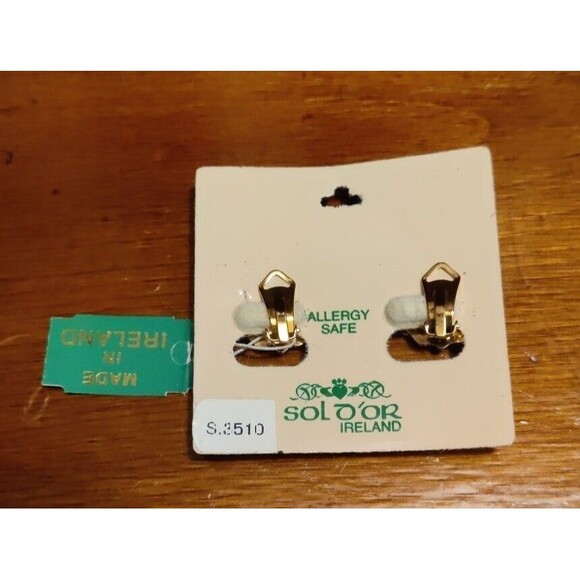 ALLERGY
SAFE
MADE
IN
IRELAND
SOL D'OR
IRELAND
S.3510